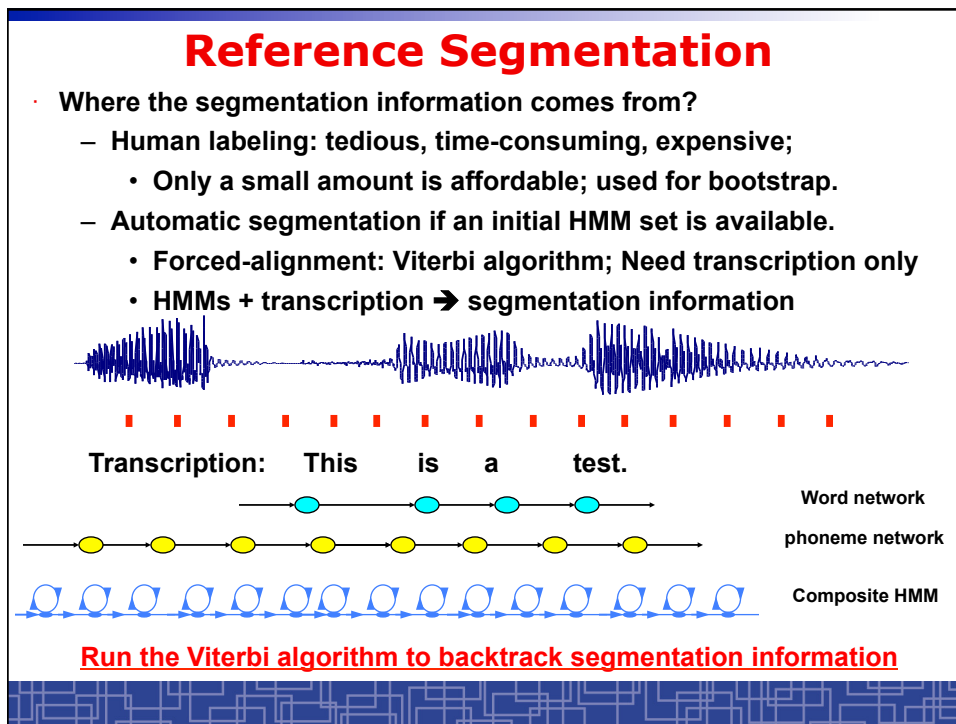 Reference Segmentation
· Where the segmentation information comes from?
– Human labeling: tedious, time-consuming, expensive;
• Only a small amount is affordable; used for bootstrap.
– Automatic segmentation if an initial HMM set is available.
• Forced-alignment: Viterbi algorithm; Need transcription only
• HMMs + transcription ➔ segmentation information
Transcription: This is a test.
Word network
phoneme network
Composite HMM
Run the Viterbi algorithm to backtrack segmentation information